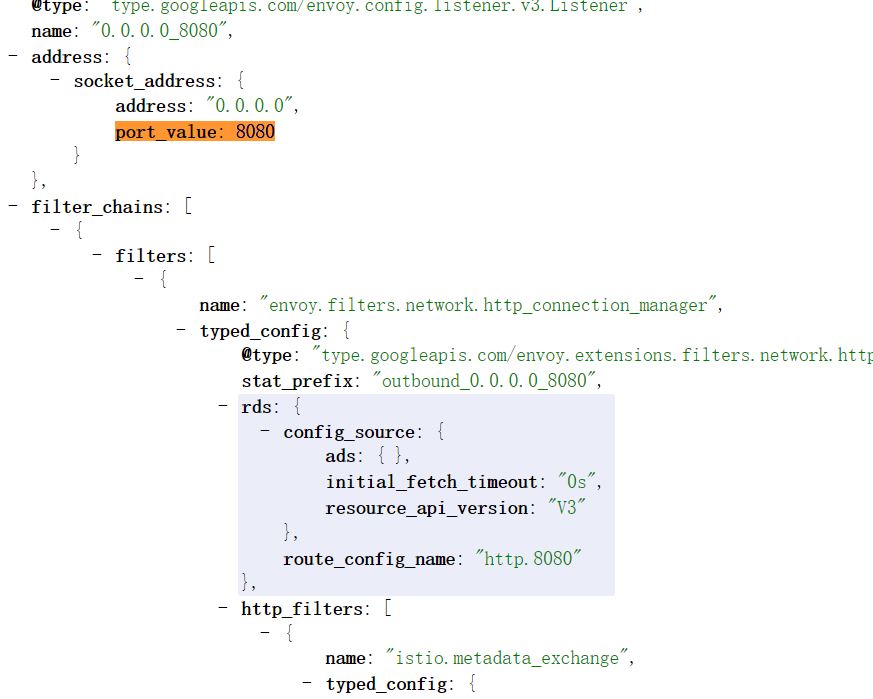 @type: "type.googleapis.com/envoy.config.listener.v3.Listener",
name: "0.0.0.0_8080",
- address: {
- socket_address: {
address: "0.0.0.0",
port_value: 8080
}
},
- filter_chains: [
- {
- filters: [
- {
name: "envoy.filters.network.http_connection_manager",
- typed_config: {
@type: "type.googleapis.com/envoy.extensions.filters.network.http
stat_prefix: "outbound_0.0.0.0_8080",
- rds: {
- config_source: {
ads: { },
initial_fetch_timeout: "0s",
resource_api_version: "V3"
},
route_config_name: "http.8080"
},
- http_filters: [
- {
name: "istio.metadata_exchange",
- typed_config: {